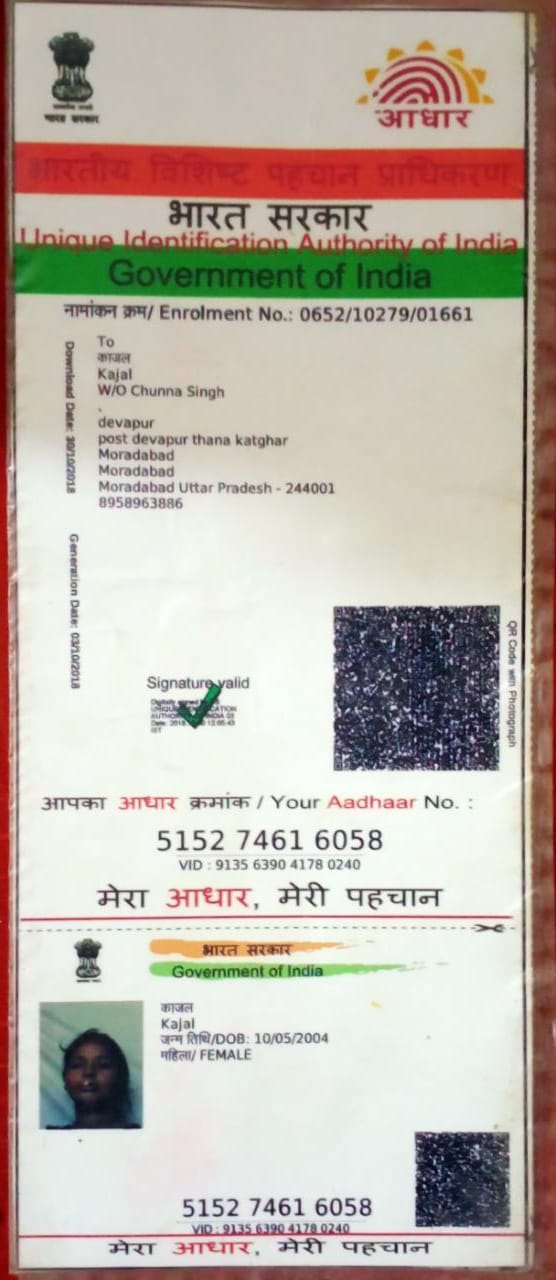 भारत सरकार
आधार
भारतीय विशिष्ट पहचान प्राधिकरण
भारत सरकार
Unique Identification Authority of India
Government of India
नामांकन क्रम/ Enrolment No.: 0652/10279/01661
Download Date: 30/10/2018
To
काजल
Kajal
W/O Chunna Singh
.
devapur
post devapur thana katghar
Moradabad
Moradabad
Moradabad Uttar Pradesh - 244001
8958963886
Generation Date: 03/10/2018
QR Code with Photograph
Signature valid
आपका आधार क्रमांक / Your Aadhaar No. :
5152 7461 6058
VID : 9135 6390 4178 0240
मेरा आधार, मेरी पहचान
भारत सरकार
Government of India
काजल
Kajal
जन्म तिथि/DOB: 10/05/2004
महिला/ FEMALE
5152 7461 6058
VID : 9135 6390 4178 0240
मेरा आधार, मेरी पहचान